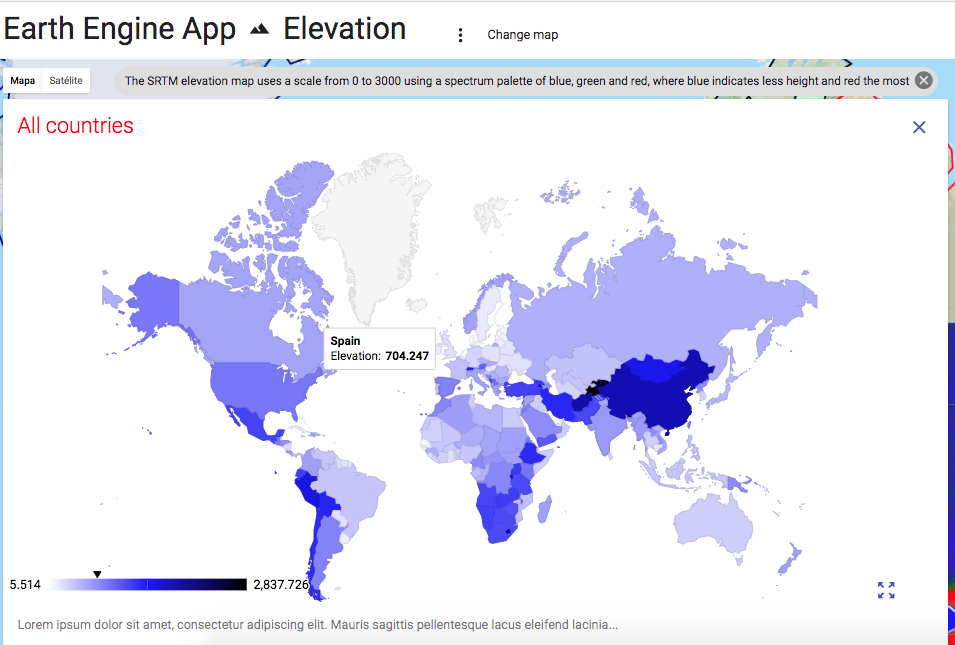 Earth Engine App Elevation
Change map
Mapa Satélite
The SRTM elevation map uses a scale from 0 to 3000 using a spectrum palette of blue, green and red, where blue indicates less height and red the most
All countries
Spain
Elevation: 704.247
5.514 2,837.726
Lorem ipsum dolor sit amet, consectetur adipiscing elit. Mauris sagittis pellentesque lacus eleifend lacinia...